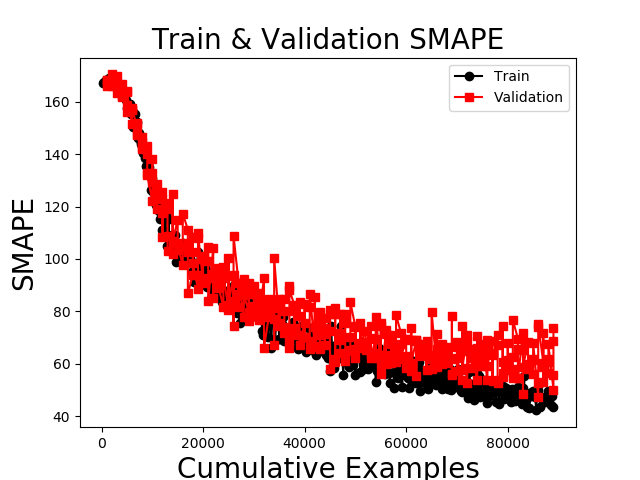 Train & Validation SMAPE
Train
Validation
SMAPE
160
140
120
100
80
60
40
0 20000 40000 60000 80000
Cumulative Examples